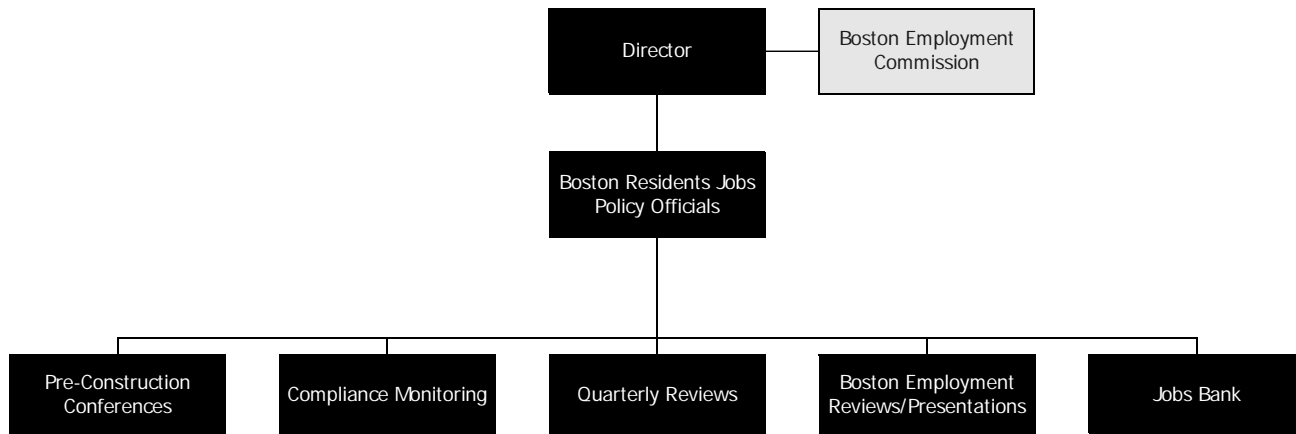 Director
Boston Employment
Commission
Boston Residents Jobs
Policy Officials
Pre-Construction
Conferences
Compliance Monitoring
Quarterly Reviews
Boston Employment
Reviews/Presentations
Jobs Bank